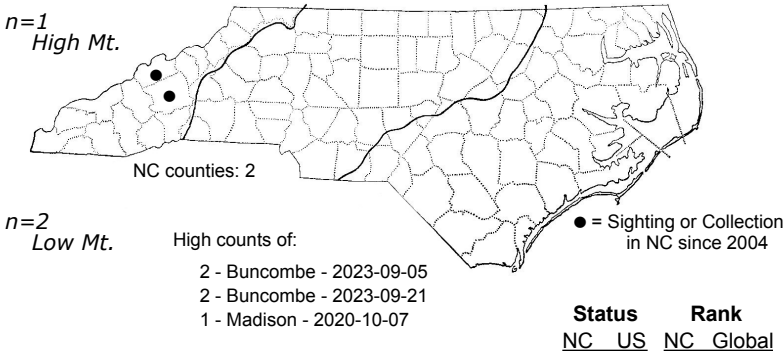 n=1
High Mt.
NC counties: 2
n=2
Low Mt.
High counts of:
2 - Buncombe - 2023-09-05
2 - Buncombe - 2023-09-21
1 - Madison - 2020-10-07
● = Sighting or Collection
in NC since 2004
Status Rank
NC US NC Global